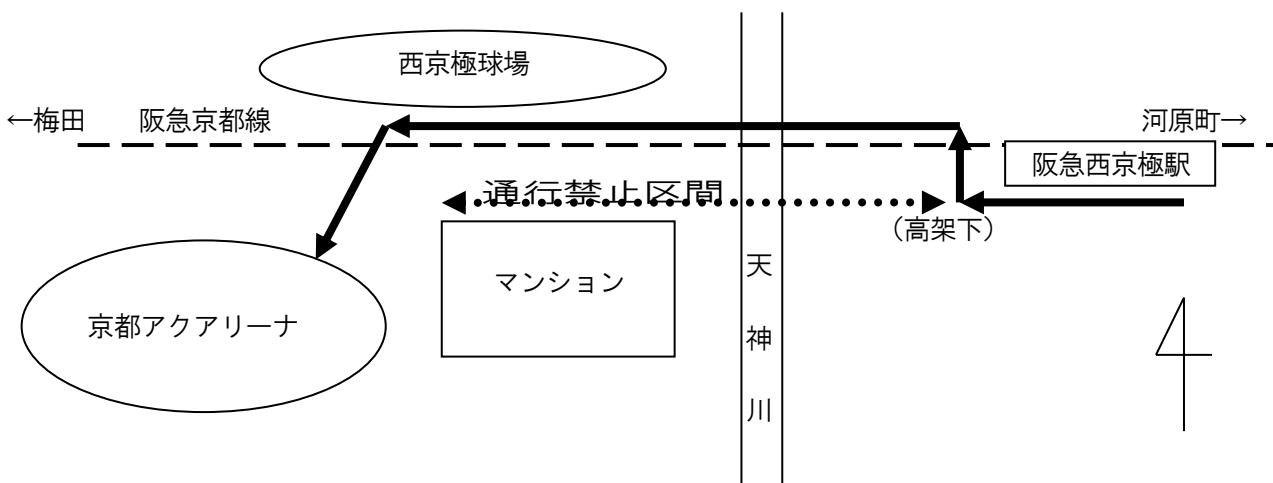 西京極球場
←梅田
阪急京都線
河原町→
阪急西京極駅
通行禁止区間
（高架下）
天神川
マンション
京都アクアリーナ